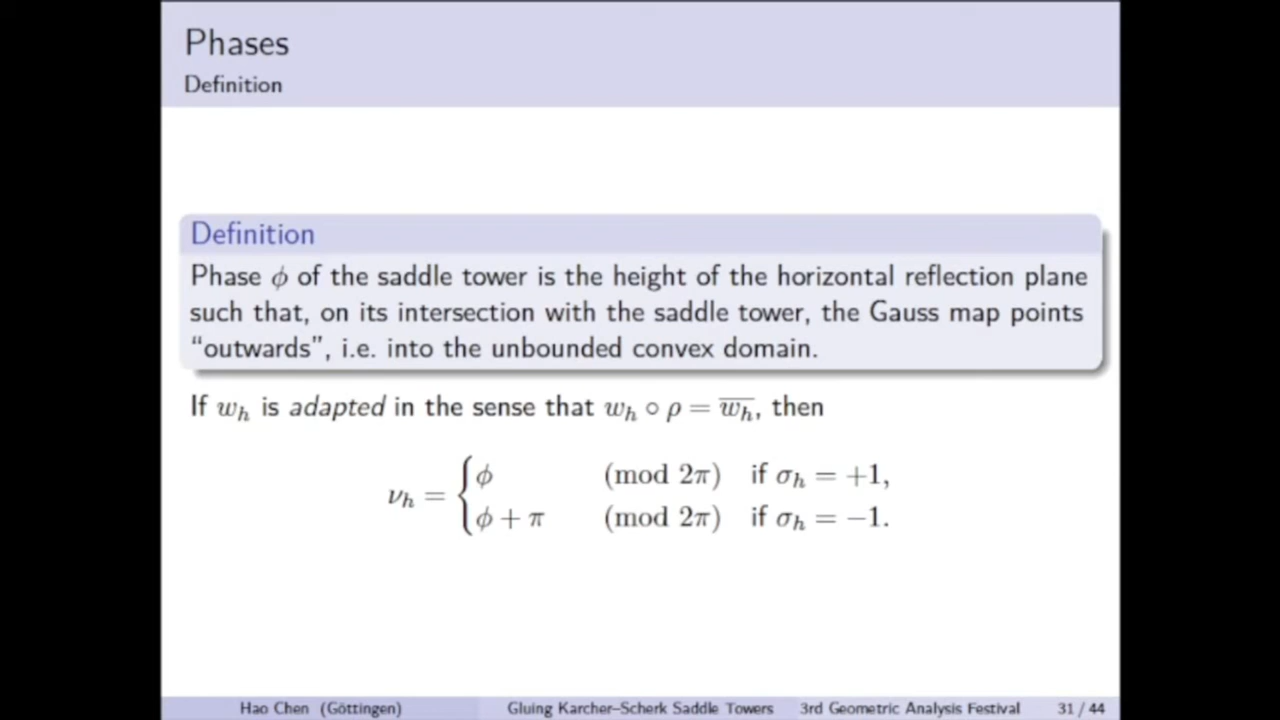 Phases
Definition
Definition
Phase ϕ of the saddle tower is the height of the horizontal reflection plane
such that, on its intersection with the saddle tower, the Gauss map points
“outwards”, i.e. into the unbounded convex domain.
If w_h is adapted in the sense that w_h ∘ ρ = \overline{w_h}, then
ν_h = { ϕ (mod 2π) if σ_h = +1,
ϕ + π (mod 2π) if σ_h = −1.
Hao Chen (Göttingen) Gluing Karcher–Scherk Saddle Towers 3rd Geometric Analysis Festival 31 / 44